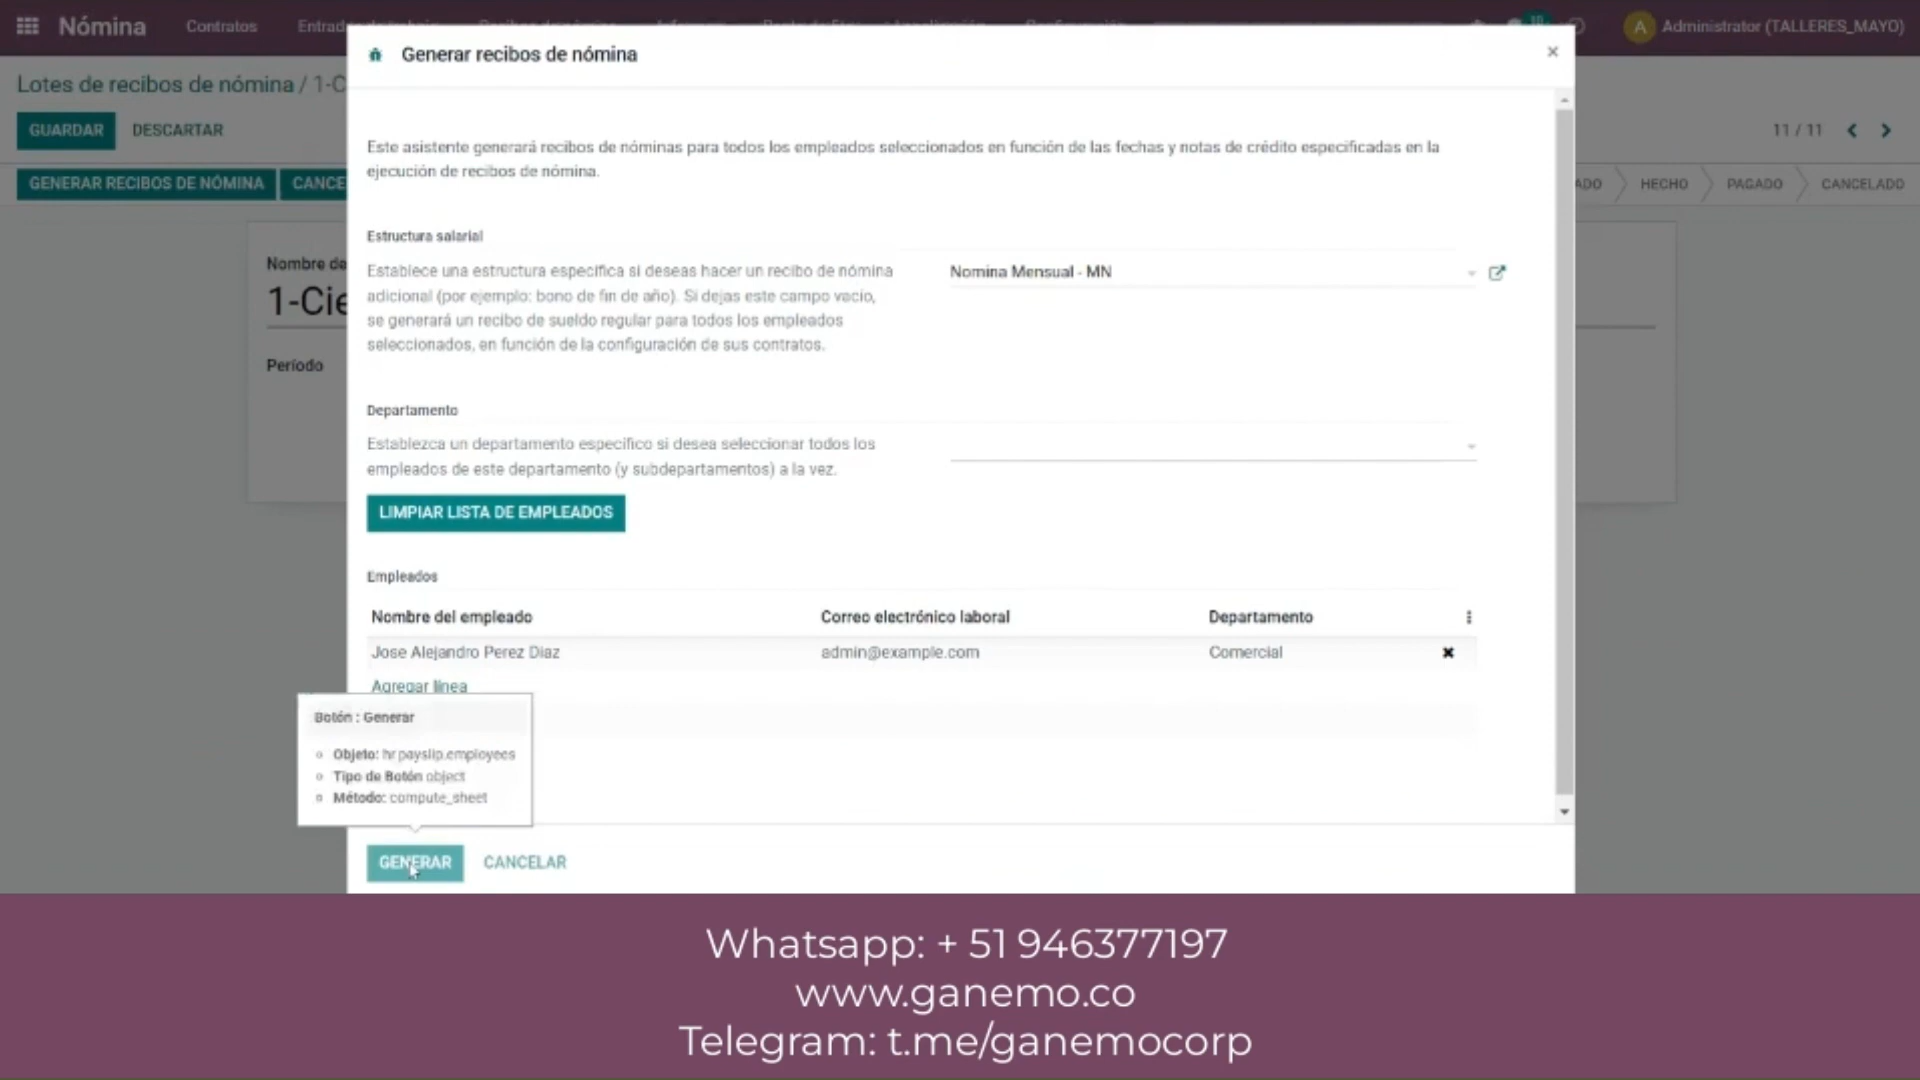 Nómina
Contratos
Administrator (TALLERES_MAYO)
Lotes de recibos de nómina / 1-C
GUARDAR
DESCARTAR
11 / 11
GENERAR RECIBOS DE NÓMINA
CANCE
ADO
HECHO
PAGADO
CANCELADO
Nombre de
1-Cie
Período
Generar recibos de nómina
×
Este asistente generará recibos de nóminas para todos los empleados seleccionados en función de las fechas y notas de crédito especificadas en la
ejecución de recibos de nómina.
Estructura salarial
Establece una estructura específica si deseas hacer un recibo de nómina
adicional (por ejemplo: bono de fin de año). Si dejas este campo vacío,
se generará un recibo de sueldo regular para todos los empleados
seleccionados, en función de la configuración de sus contratos.
Nomina Mensual - MN
Departamento
Establezca un departamento específico si desea seleccionar todos los
empleados de este departamento (y subdepartamentos) a la vez.
LIMPIAR LISTA DE EMPLEADOS
Empleados
Nombre del empleado
Correo electrónico laboral
Departamento
Jose Alejandro Perez Diaz
admin@example.com
Comercial
Agregar línea
Botón : Generar
Objeto: hr.payslip.employees
Tipo de Botón object
Método: compute_sheet
GENERAR
CANCELAR
Whatsapp: + 51 946377197
www.ganemo.co
Telegram: t.me/ganemocorp